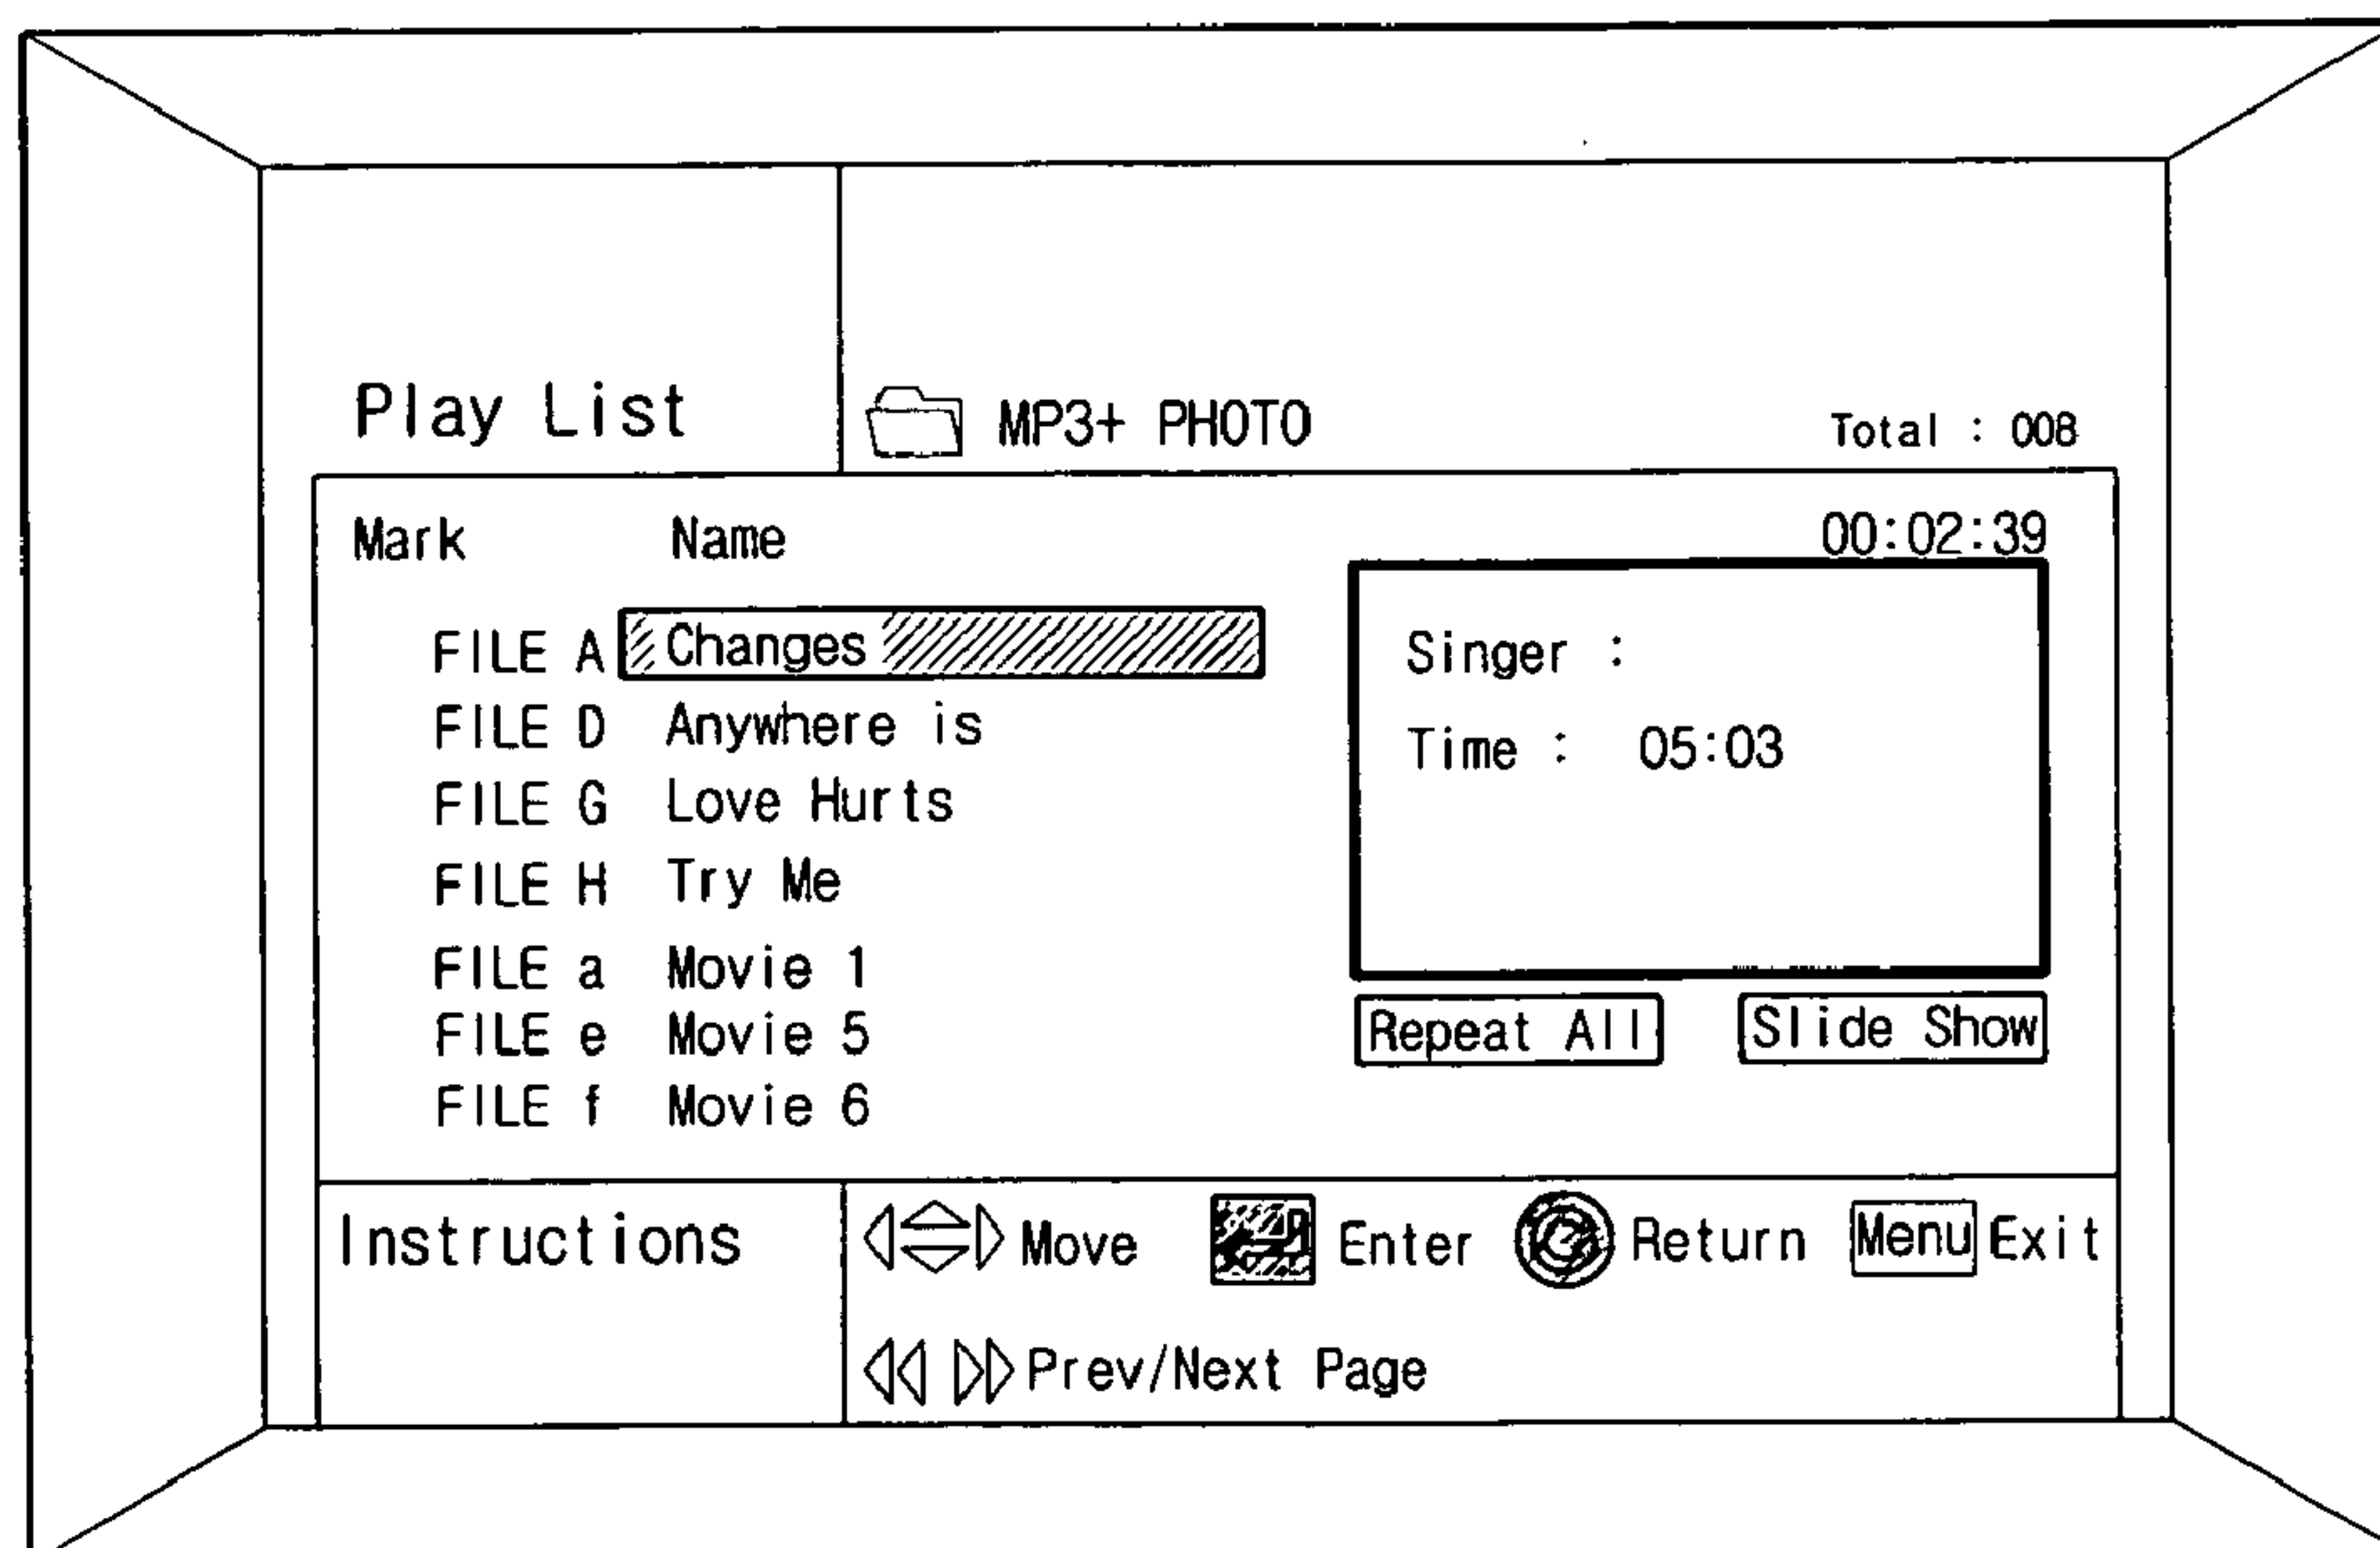 Play List
MP3+ PHOTO
Total : 008
Mark Name
00:02:39
FILE A Changes
FILE D Anywhere is
FILE G Love Hurts
FILE H Try Me
FILE a Movie 1
FILE e Movie 5
FILE f Movie 6
Singer :
Time : 05:03
Repeat All
Slide Show
Instructions
Move Enter Return Menu Exit
Prev/Next Page